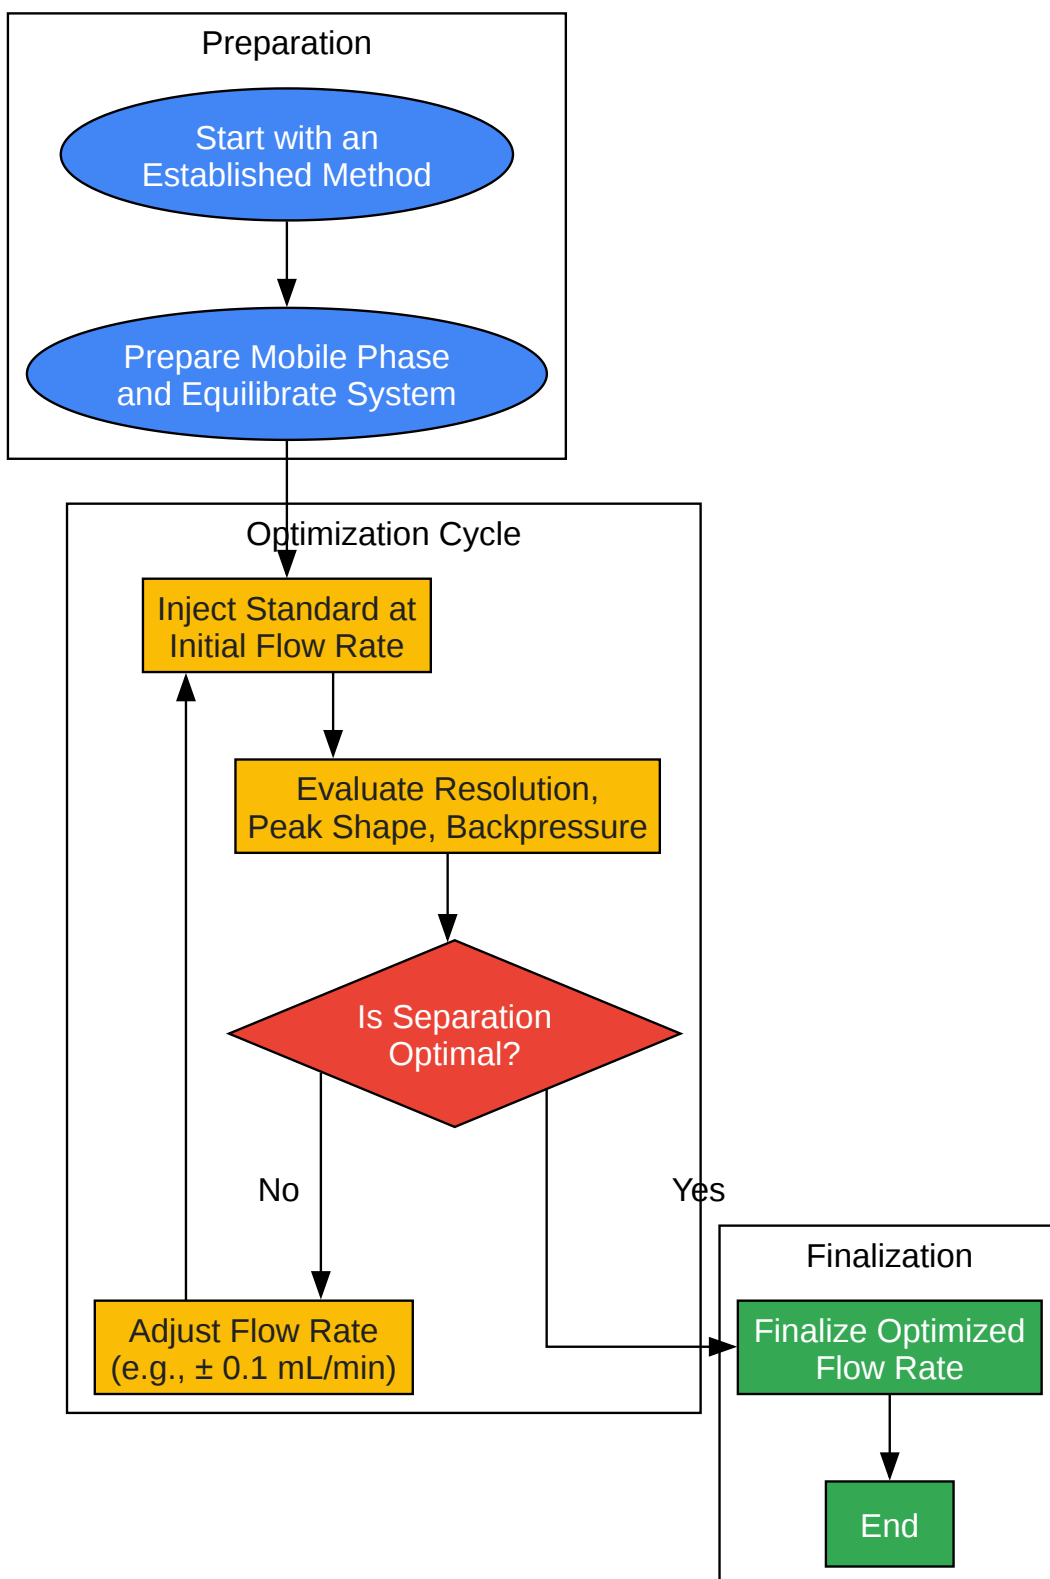 Preparation
Start with an
Established Method
Prepare Mobile Phase
and Equilibrate System
Optimization Cycle
Inject Standard at
Initial Flow Rate
Evaluate Resolution,
Peak Shape, Backpressure
Is Separation
Optimal?
No
Yes
Adjust Flow Rate
(e.g., ± 0.1 mL/min)
Finalization
Finalize Optimized
Flow Rate
End